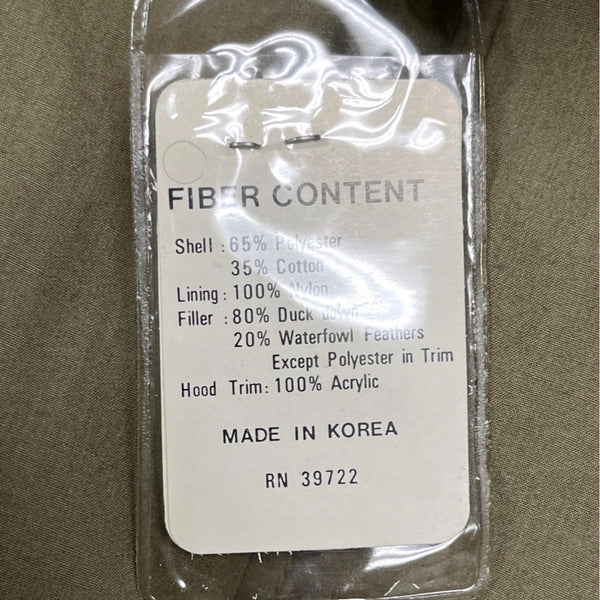 FIBER CONTENT
Shell : 65% Polyester
35% Cotton
Lining : 100% Nylon
Filler : 80% Duck down
20% Waterfowl Feathers
Except Polyester in Trim
Hood Trim: 100% Acrylic
MADE IN KOREA
RN 39722